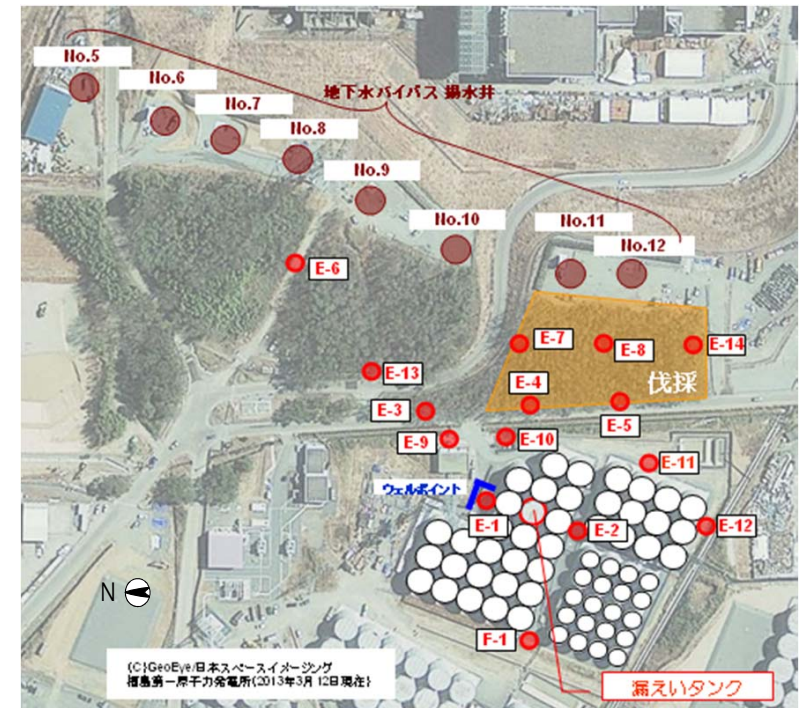 No.5
No.6
No.7
No.8
地下水バイパス 揚水井
No.9
No.10
No.11
No.12
E-6
E-7
E-8
E-14
E-13
伐採
E-4
E-3
E-5
E-9
E-10
E-11
ウェルポイント
E-1
E-2
E-12
N
F-1
(C)GeoEye/日本スペースイメージング
福島第一原子力発電所(2013年3月12日現在)
漏えいタンク